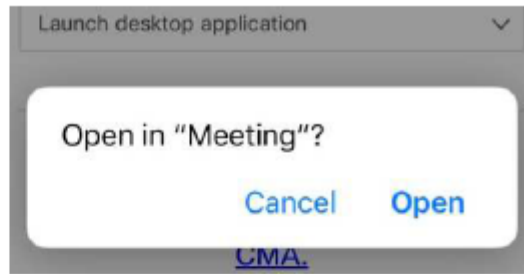 Launch desktop application
Open in “Meeting”?
Cancel Open
CMA.